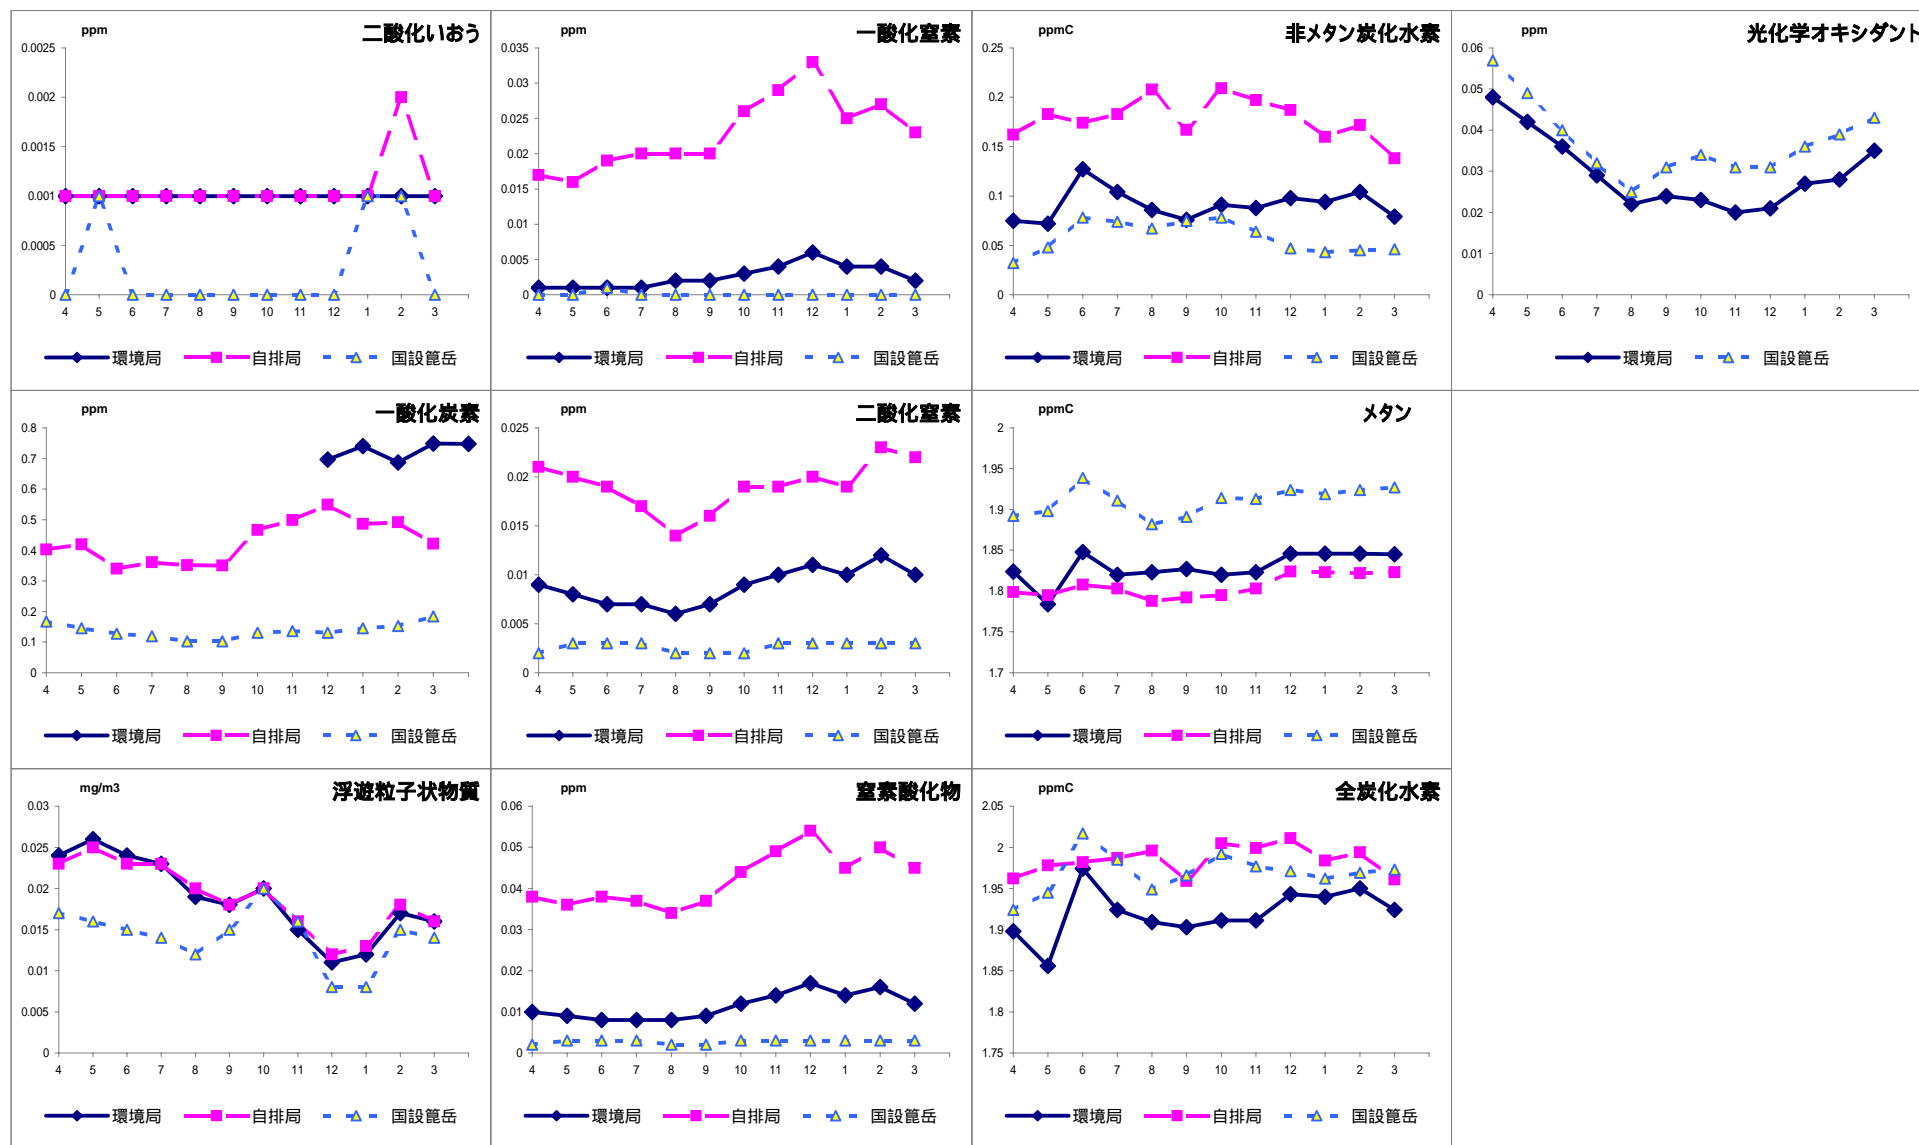 ppm 二酸化いおう
0.0025
0.002
0.0015
0.001
0.0005
0
4 5 6 7 8 9 10 11 12 1 2 3
環境局 自排局 国設箟岳
ppm 一酸化窒素
0.035
0.03
0.025
0.02
0.015
0.01
0.005
0
4 5 6 7 8 9 10 11 12 1 2 3
環境局 自排局 国設箟岳
ppmC 非メタン炭化水素
0.25
0.2
0.15
0.1
0.05
0
4 5 6 7 8 9 10 11 12 1 2 3
環境局 自排局 国設箟岳
ppm 光化学オキシダント
0.06
0.05
0.04
0.03
0.02
0.01
0
4 5 6 7 8 9 10 11 12 1 2 3
環境局 国設箟岳
ppm 一酸化炭素
0.8
0.7
0.6
0.5
0.4
0.3
0.2
0.1
0
4 5 6 7 8 9 10 11 12 1 2 3
環境局 自排局 国設箟岳
ppm 二酸化窒素
0.025
0.02
0.015
0.01
0.005
0
4 5 6 7 8 9 10 11 12 1 2 3
環境局 自排局 国設箟岳
ppmC メタン
2
1.95
1.9
1.85
1.8
1.75
1.7
4 5 6 7 8 9 10 11 12 1 2 3
環境局 自排局 国設箟岳
mg/m3 浮遊粒子状物質
0.03
0.025
0.02
0.015
0.01
0.005
0
4 5 6 7 8 9 10 11 12 1 2 3
環境局 自排局 国設箟岳
ppm 窒素酸化物
0.06
0.05
0.04
0.03
0.02
0.01
0
4 5 6 7 8 9 10 11 12 1 2 3
環境局 自排局 国設箟岳
ppmC 全炭化水素
2.05
2
1.95
1.9
1.85
1.8
1.75
4 5 6 7 8 9 10 11 12 1 2 3
環境局 自排局 国設箟岳